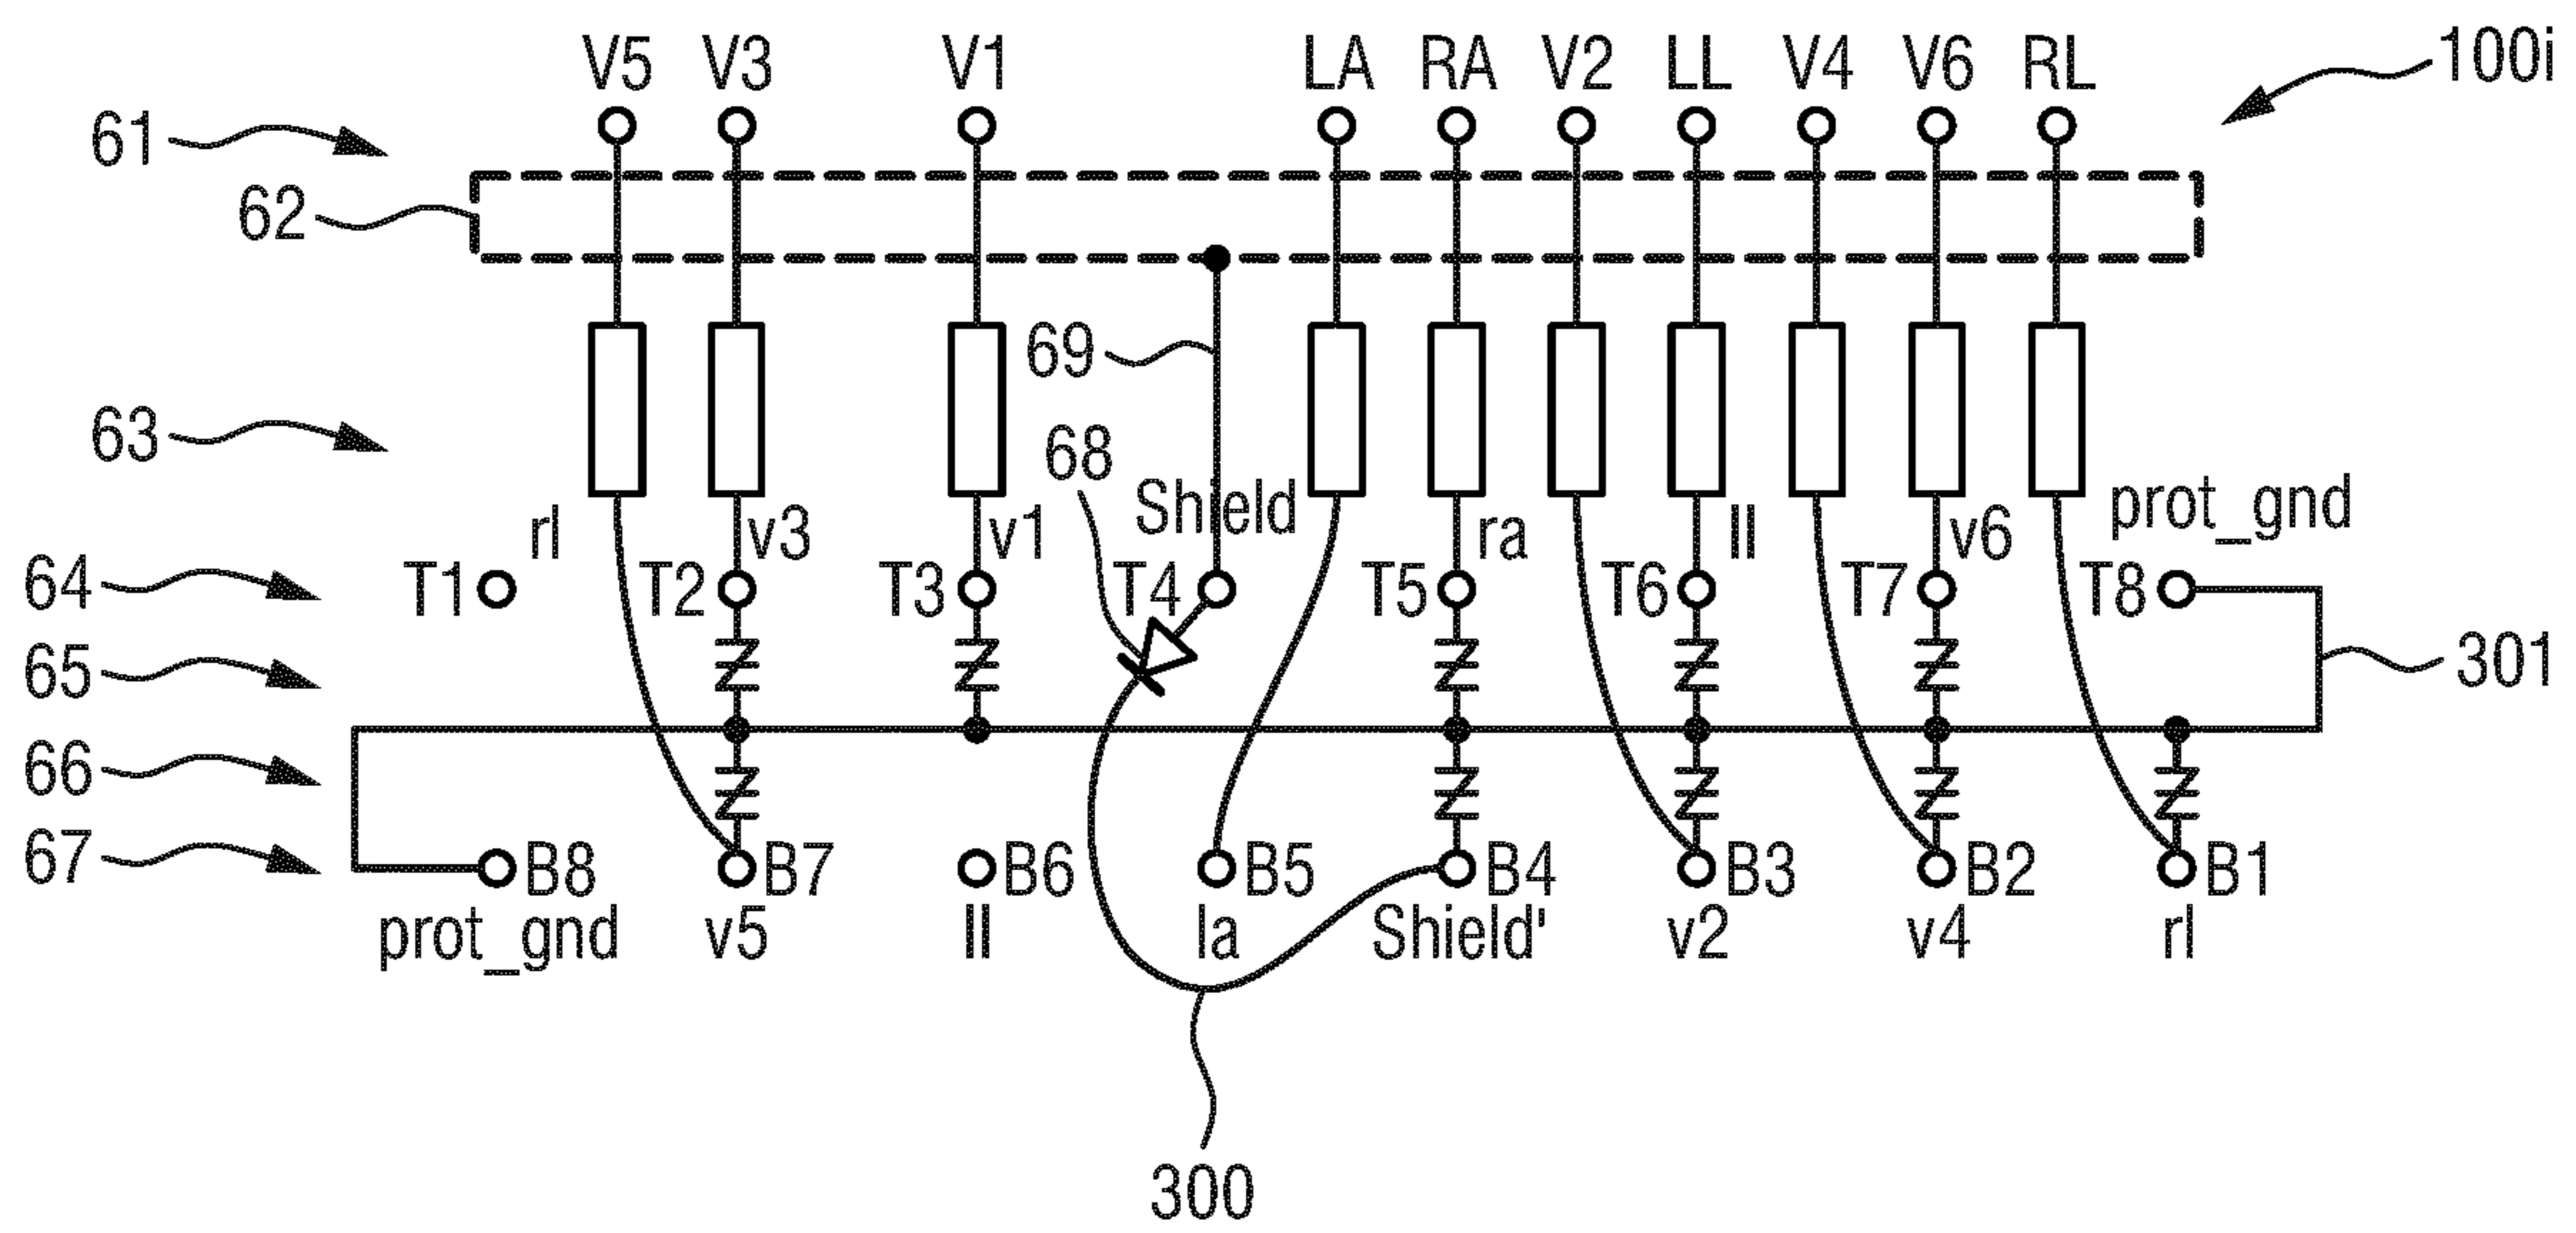 V5 V3 V1 LA RA V2 LL V4 V6 RL 100i
61
62
69
63
68
Shield prot_gnd
rl v3 v1 ra ll v6
64 T1 T2 T3 T4 T5 T6 T7 T8
65 301
66
67 B8 B7 B6 B5 B4 B3 B2 B1
prot_gnd v5 ll la Shield' v2 v4 rl
300